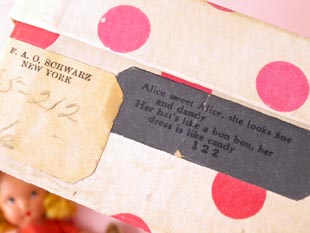 F. A. O. SCHWARZ
NEW YORK
5-212
Alice sweet Alice, she looks fine
and dandy
Her hat's like a bon bon, her
dress is like candy
122